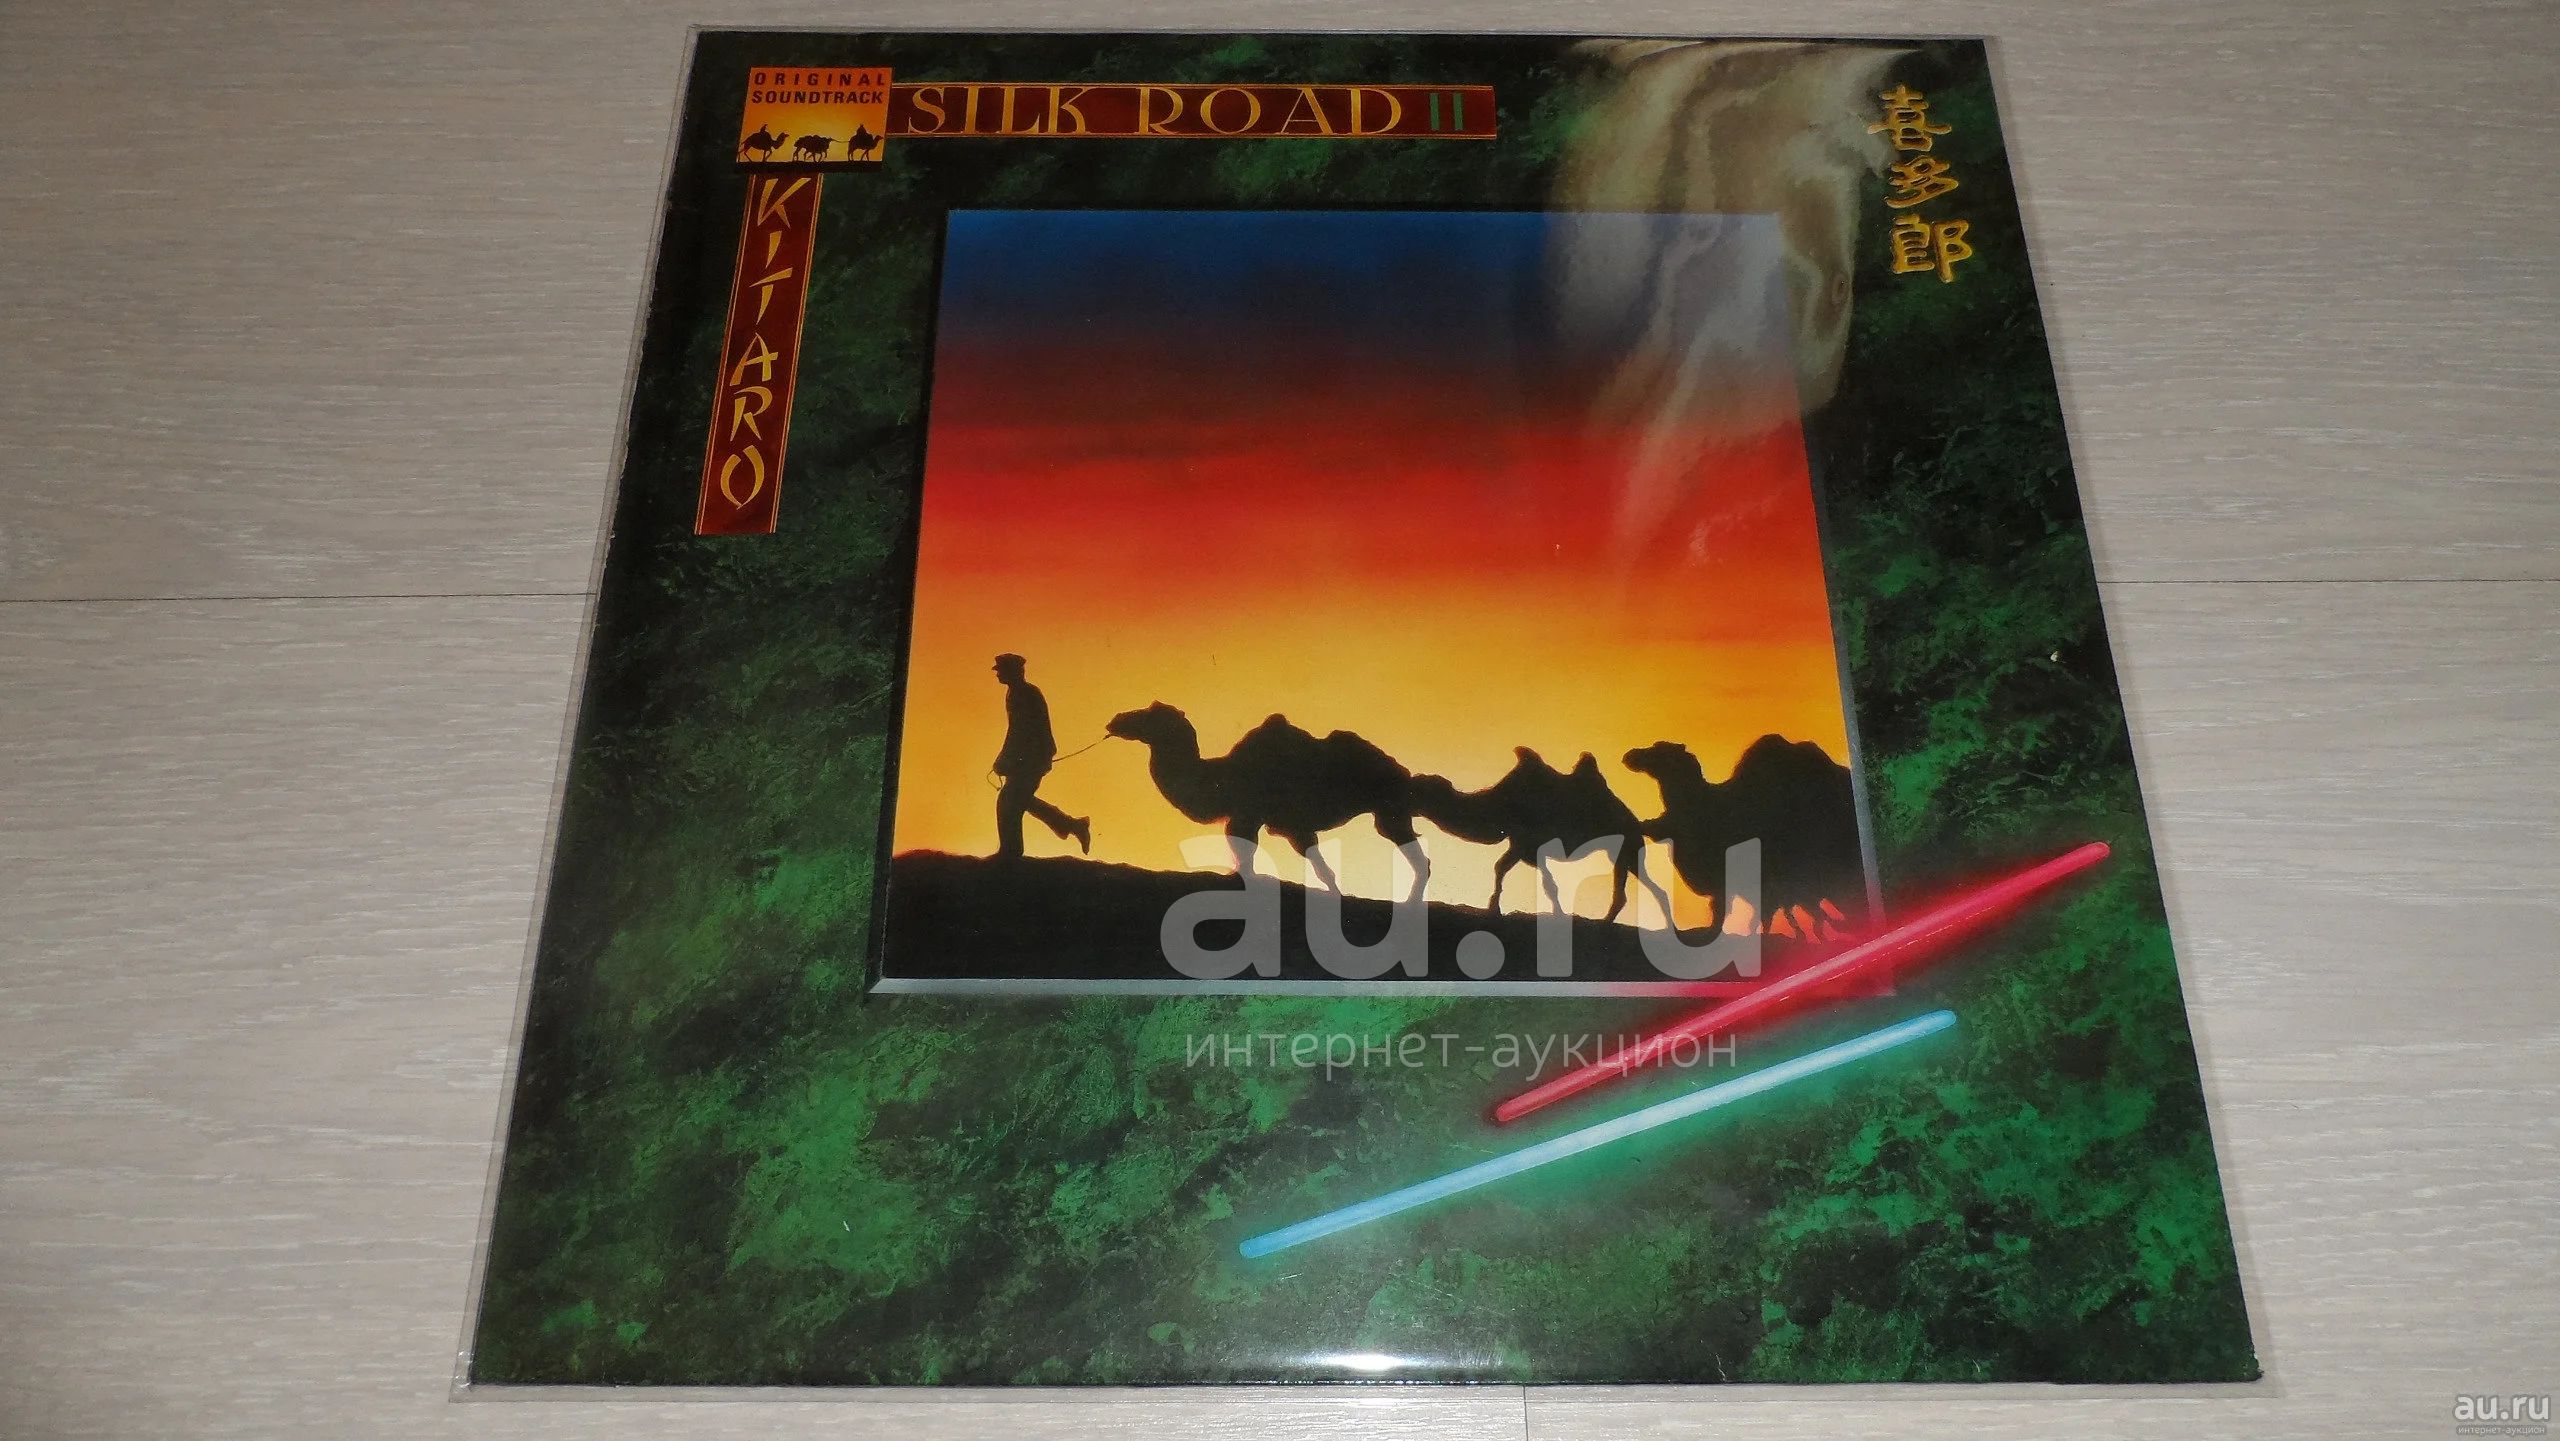 ORIGINAL
SOUNDTRACK
SILK ROAD II
KITARO
喜多郎
au.ru
интернет-аукцион
au.ru
интернет-аукцион